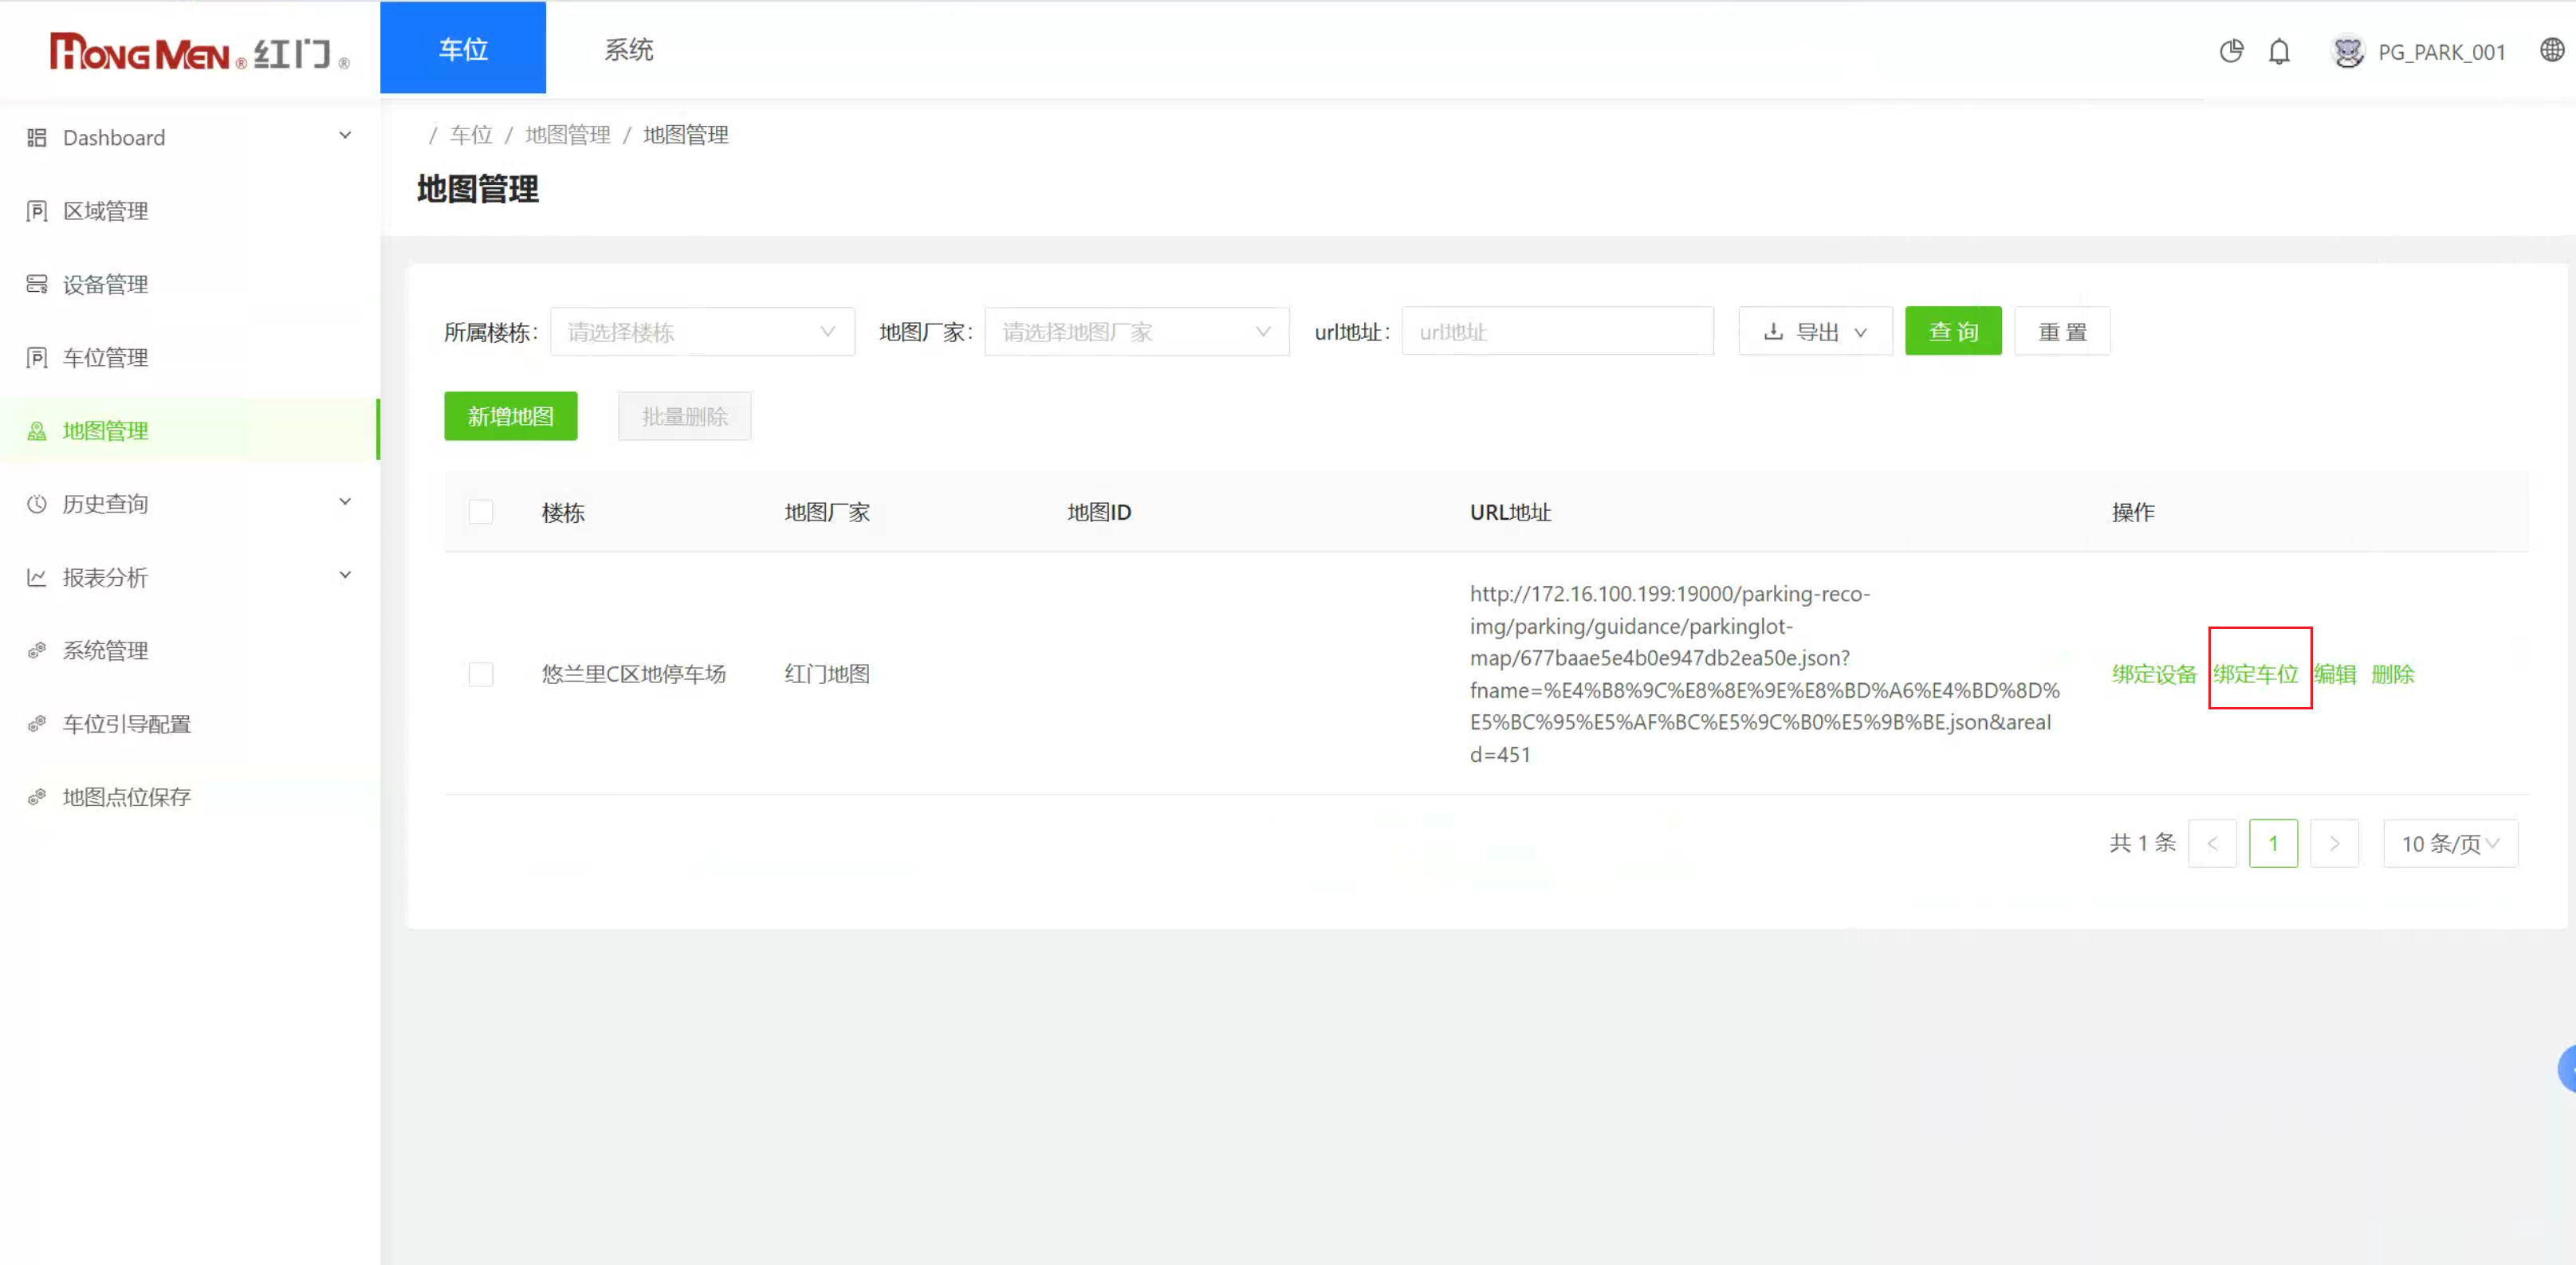 HONGMEN® 红门®
车位
系统
PG_PARK_001
Dashboard
区域管理
设备管理
车位管理
地图管理
历史查询
报表分析
系统管理
车位引导配置
地图点位保存
/ 车位 / 地图管理 / 地图管理
地图管理
所属楼栋: 请选择楼栋 地图厂家: 请选择地图厂家 url地址: url地址 导出 查 询 重 置
新增地图 批量删除
楼栋 地图厂家 地图ID URL地址 操作
悠兰里C区地停车场 红门地图
http://172.16.100.199:19000/parking-reco-
img/parking/guidance/parkinglot-
map/677baae5e4b0e947db2ea50e.json?
fname=%E4%B8%9C%E8%8E%9E%E8%BD%A6%E4%BD%8D%
E5%BC%95%E5%AF%BC%E5%9C%B0%E5%9B%BE.json&areaI
d=451
绑定设备 绑定车位 编辑 删除
共 1 条 < 1 > 10 条/页